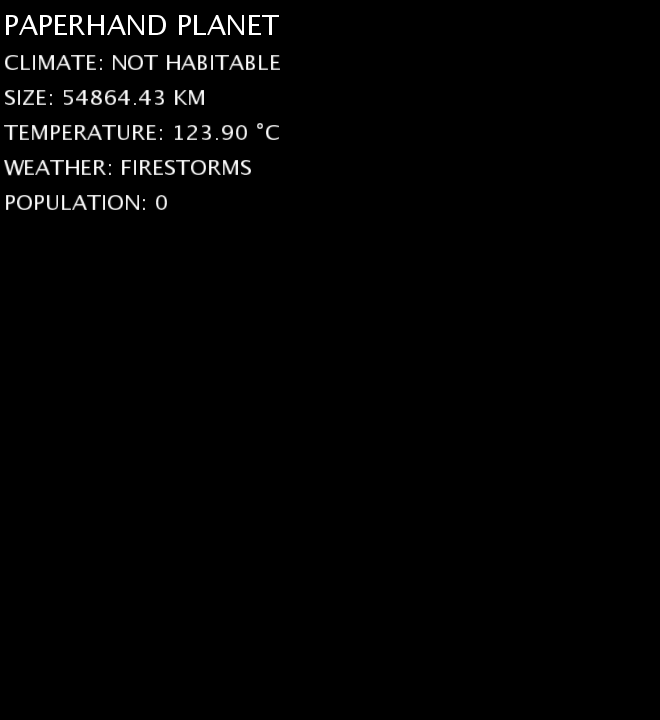 PAPERHAND PLANET
CLIMATE: NOT HABITABLE
SIZE: 54864.43 KM
TEMPERATURE: 123.90 °C
WEATHER: FIRESTORMS
POPULATION: 0